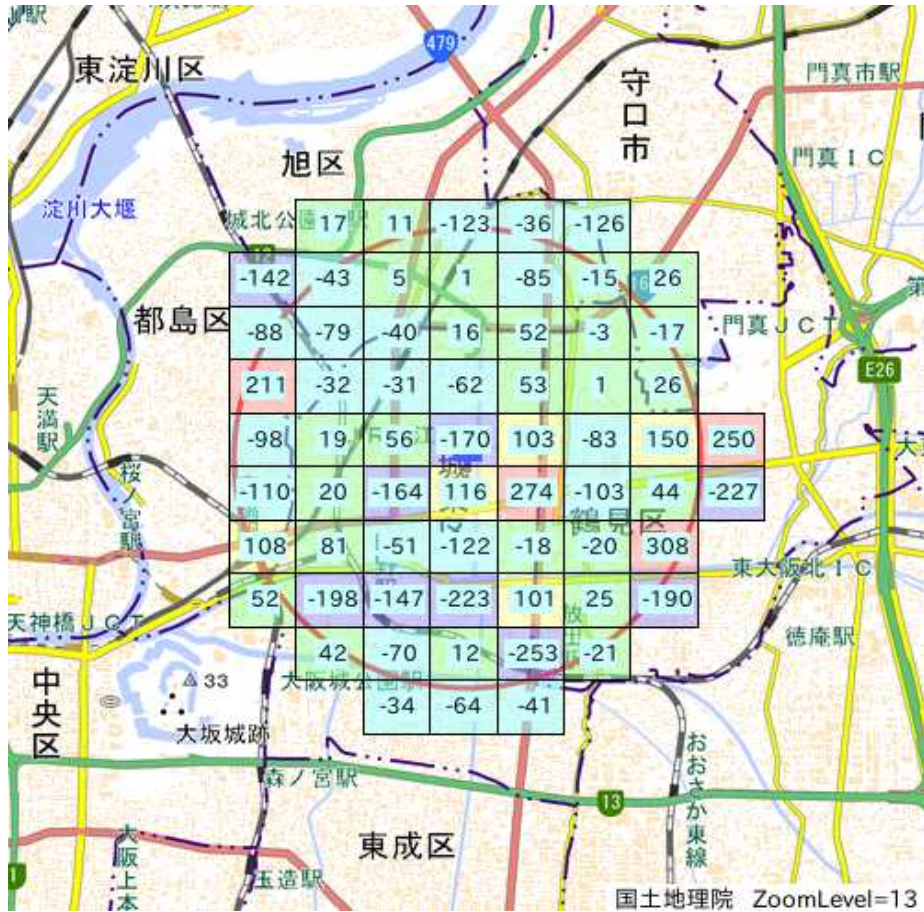 479
東淀川区
守口市
門真市駅
旭区
門真ＩＣ
淀川大堰
城北公園
駅
12
17 11 -123 -36 -126
-142 -43 5 1 -85 -15 26
都島区
-88 -79 -40 16 52 -3 -17
門真ＪＣＴ
E26
211 -32 -31 -62 53 1 26
天満駅
-98 19 56 -170 103 -83 150 250
桜ノ宮駅
-110 20 -164 116 274 -103 44 -227
鶴見区
108 81 -51 -122 -18 -20 308
東大阪北ＩＣ
52 -198 -147 -223 101 25 -190
天神橋ＪＣＴ
徳庵駅
42 -70 12 -253 -21
中央区
33
大阪城公園駅
-34 -64 -41
大坂城跡
おおさか東線
森ノ宮駅
13
東成区
大阪上本
玉造駅
国土地理院 ZoomLevel=13